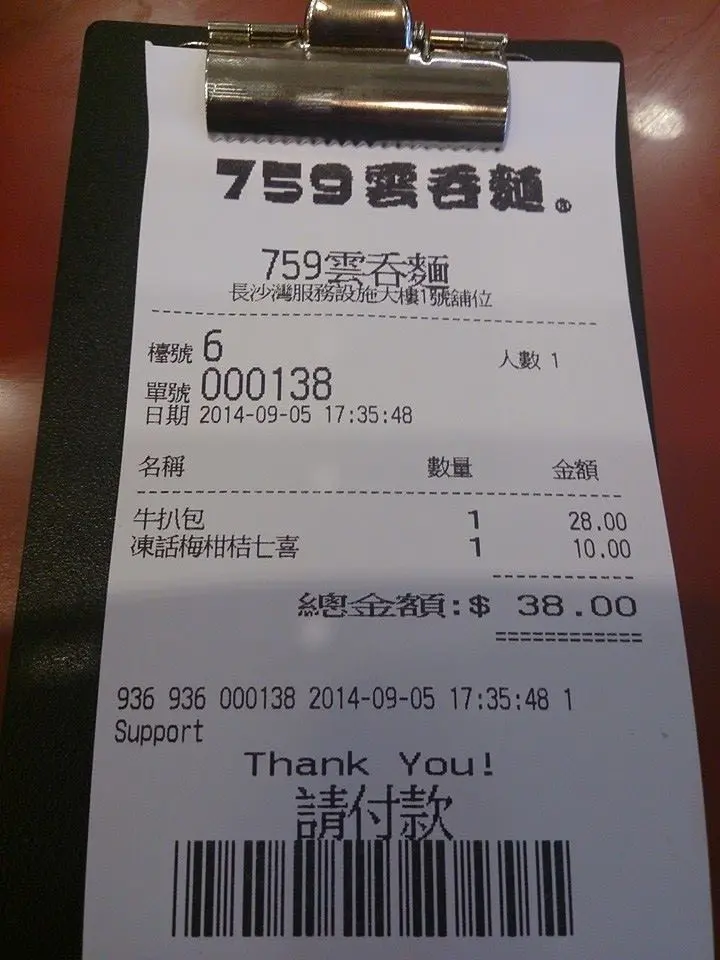 759雲吞麵®
759雲吞麵
長沙灣服務設施大樓1號舖位
檯號 6 人數 1
單號 000138
日期 2014-09-05 17:35:48
名稱 數量 金額
牛扒包 1 28.00
凍話梅柑桔七喜 1 10.00
總金額:$ 38.00
936 936 000138 2014-09-05 17:35:48 1
Support
Thank You!
請付款